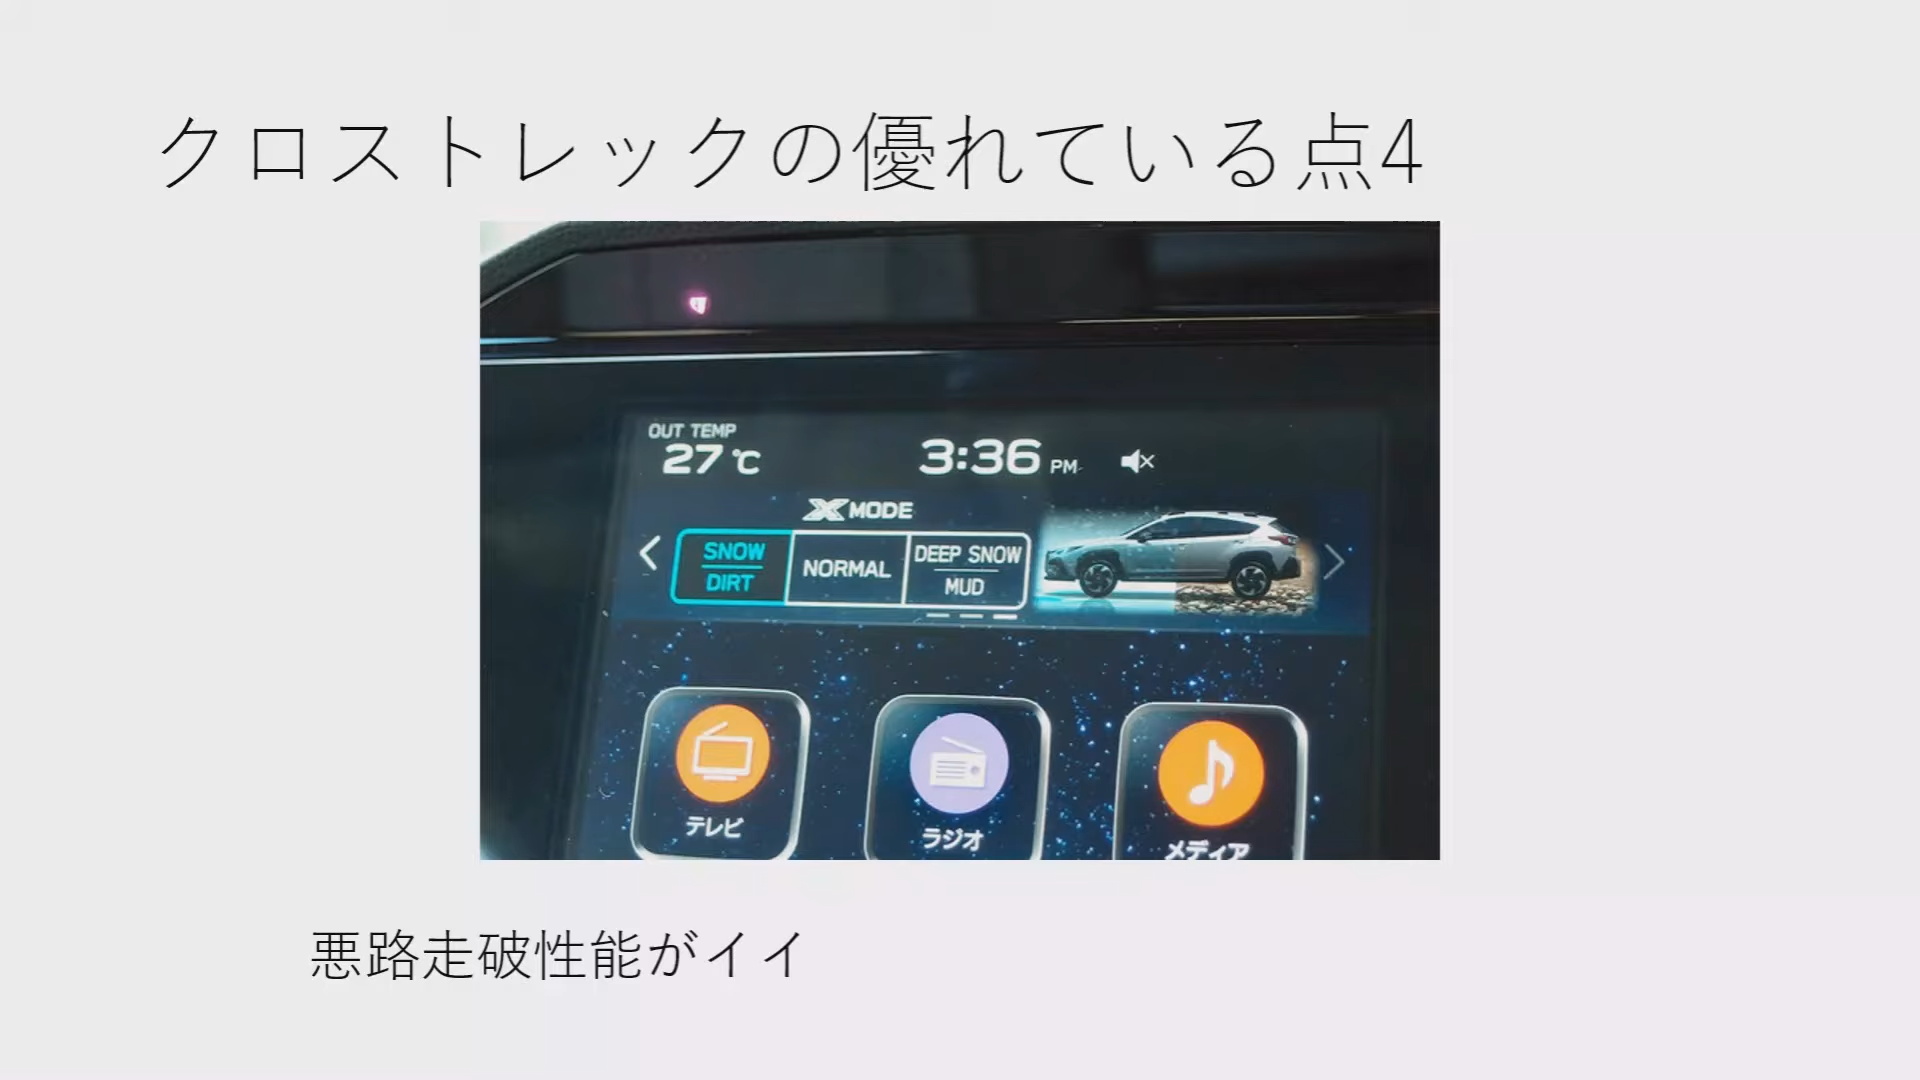 クロストレックの優れている点4
OUT TEMP
27℃
3:36 PM
X MODE
SNOW
DIRT
NORMAL
DEEP SNOW
MUD
テレビ
ラジオ
メディア
悪路走破性能がイイ